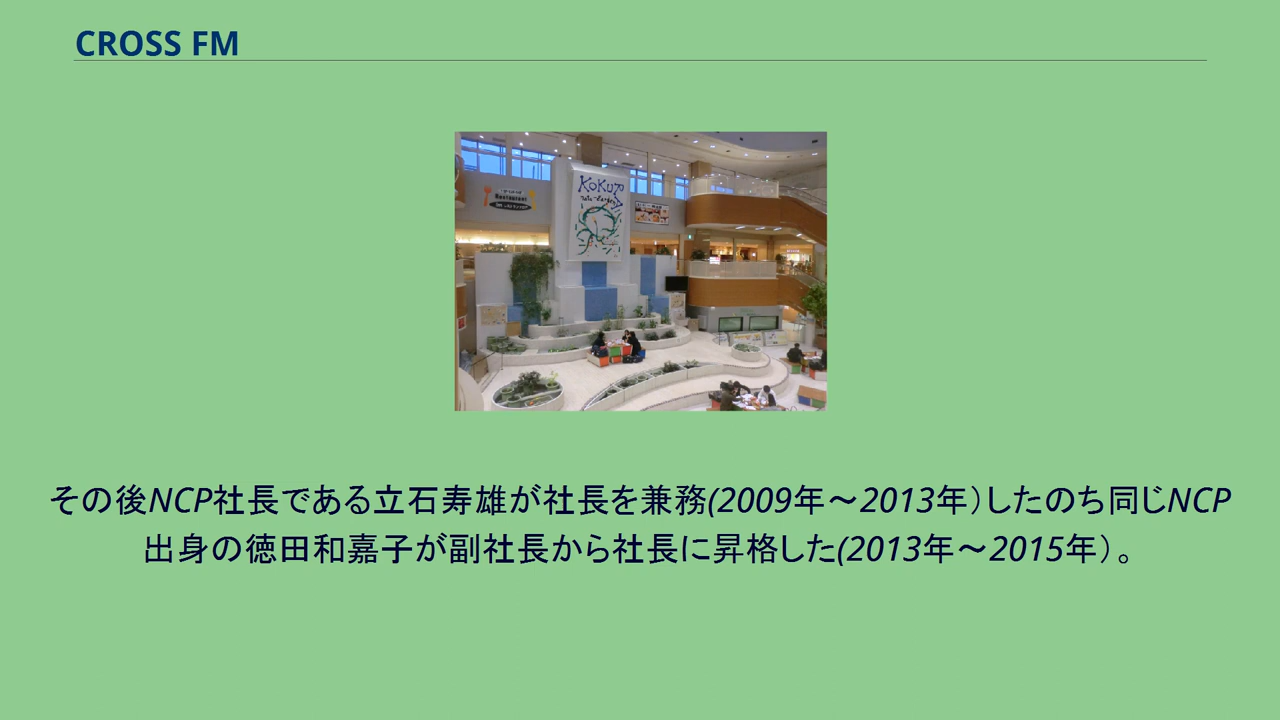 CROSS FM
KOKURA
Restaurant
その後NCP社長である立石寿雄が社長を兼務(2009年〜2013年）したのち同じNCP
出身の徳田和嘉子が副社長から社長に昇格した(2013年〜2015年）。